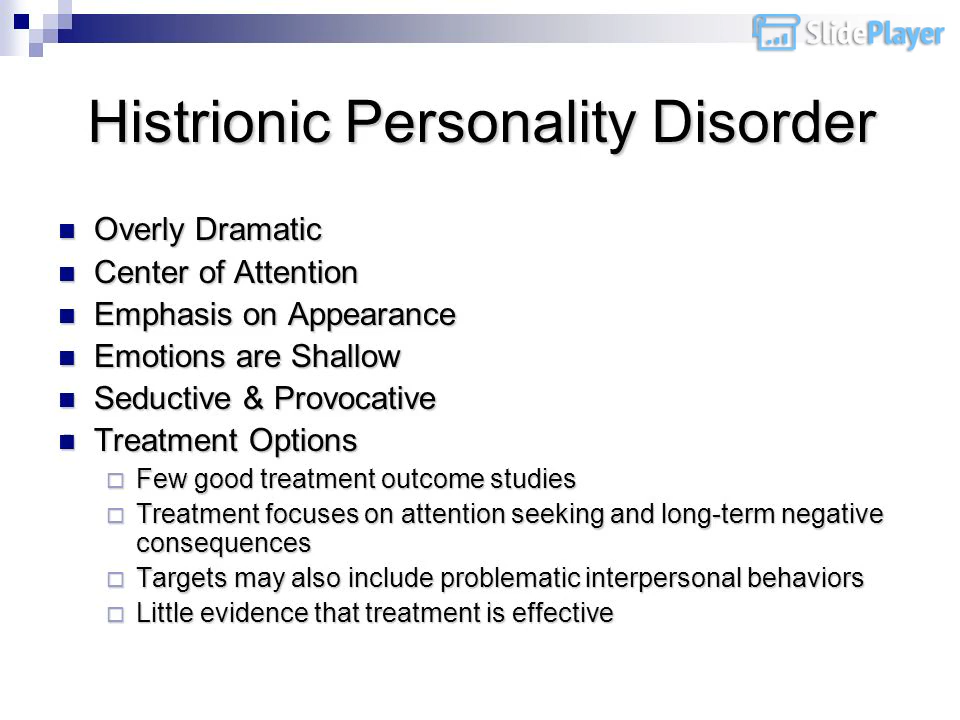 SlidePlayer
Histrionic Personality Disorder
Overly Dramatic
Center of Attention
Emphasis on Appearance
Emotions are Shallow
Seductive & Provocative
Treatment Options
Few good treatment outcome studies
Treatment focuses on attention seeking and long-term negative
consequences
Targets may also include problematic interpersonal behaviors
Little evidence that treatment is effective